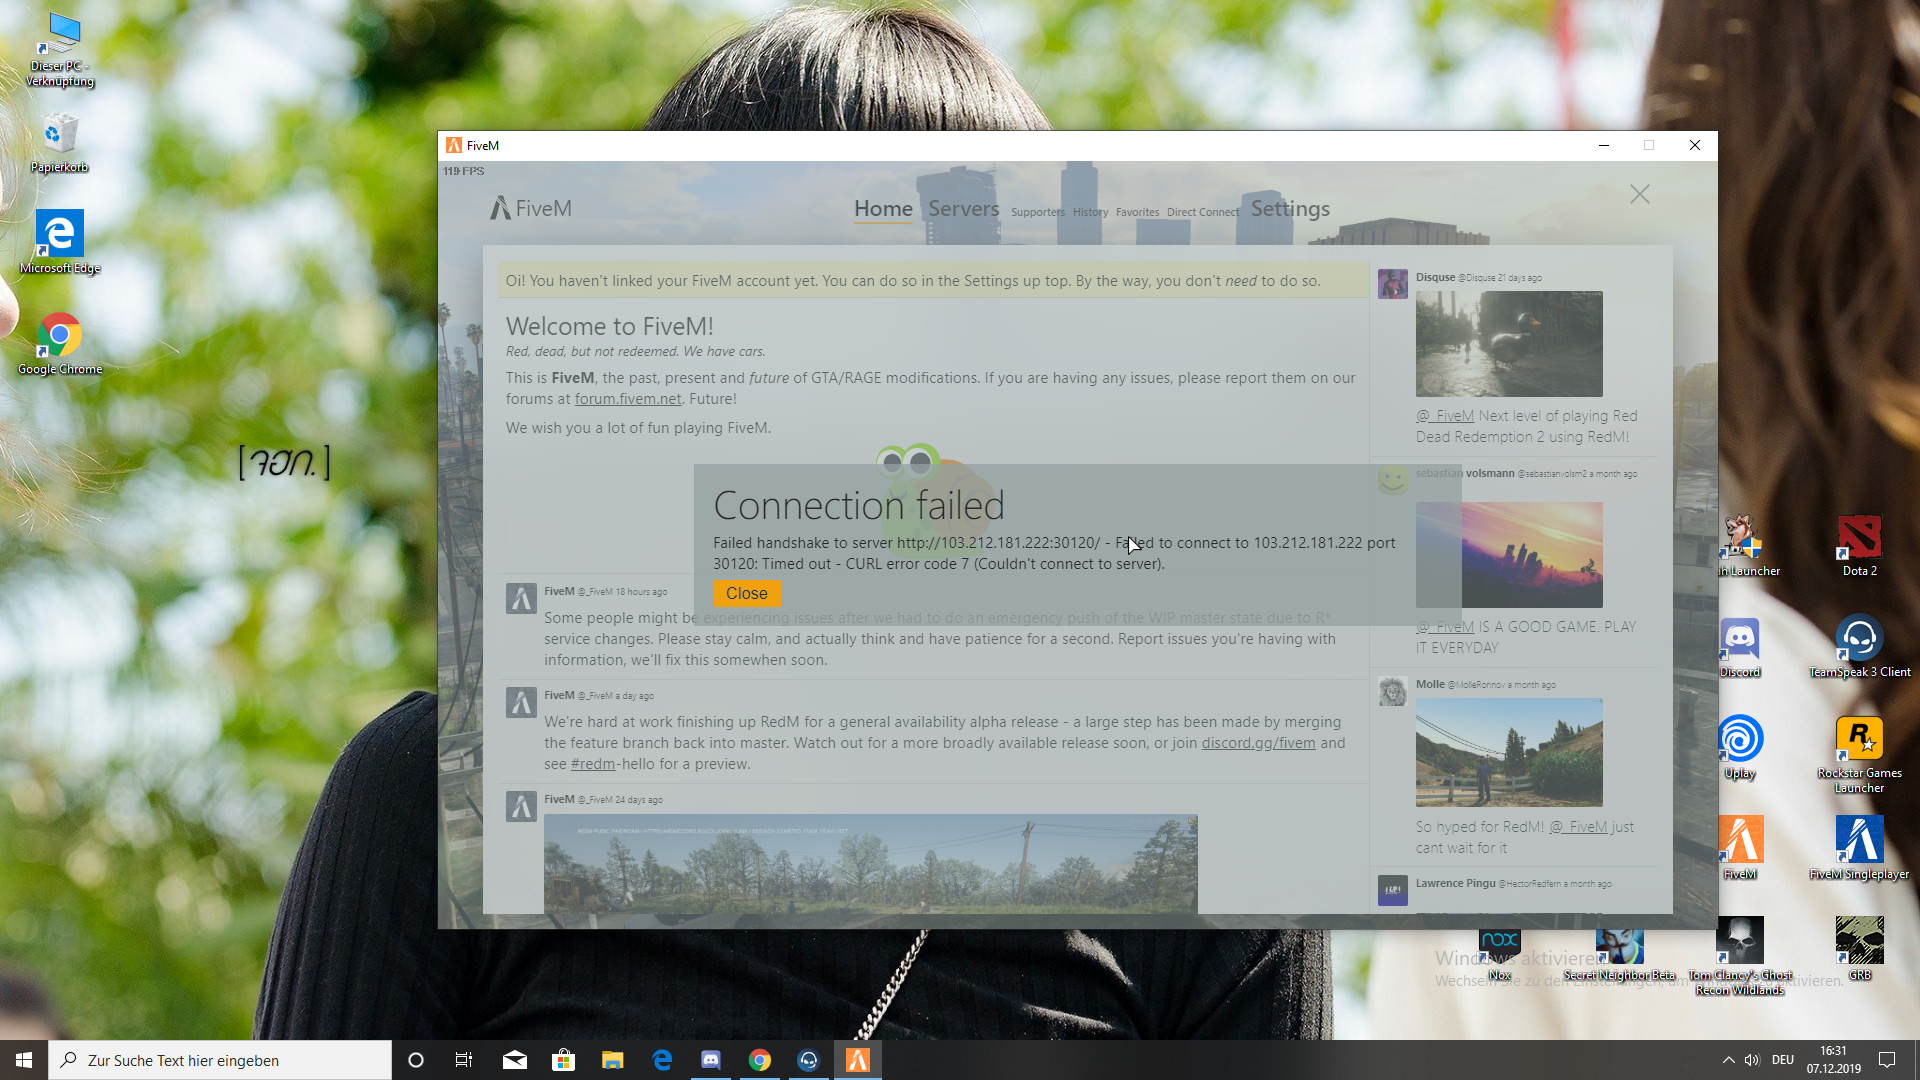 Dieser PC -
Verknüpfung
Papierkorb
Microsoft Edge
Google Chrome
[จฮก.]
FiveM
119 FPS
FiveM
Home Servers Supporters History Favorites Direct Connect Settings
Oi! You haven't linked your FiveM account yet. You can do so in the Settings up top. By the way, you don't need to do so.
Welcome to FiveM!
Red, dead, but not redeemed. We have cars.
This is FiveM, the past, present and future of GTA/RAGE modifications. If you are having any issues, please report them on our
forums at forum.fivem.net. Future!
We wish you a lot of fun playing FiveM.
Connection failed
Failed handshake to server http://103.212.181.222:30120/ - Failed to connect to 103.212.181.222 port
30120: Timed out - CURL error code 7 (Couldn't connect to server).
Close
FiveM @_FiveM 18 hours ago
Some people might be experiencing issues after we had to do an emergency push of the WIP master state due to R*
service changes. Please stay calm, and actually think and have patience for a second. Report issues you're having with
information, we'll fix this somewhen soon.
FiveM @_FiveM a day ago
We're hard at work finishing up RedM for a general availability alpha release - a large step has been made by merging
the feature branch back into master. Watch out for a more broadly available release soon, or join discord.gg/fivem and
see #redm-hello for a preview.
FiveM @_FiveM 24 days ago
Disquse @Disquse 21 days ago
@_FiveM Next level of playing Red
Dead Redemption 2 using RedM!
sebastian volsmann @sebastianvolsm2 a month ago
@_FiveM IS A GOOD GAME. PLAY
IT EVERYDAY
Molle @MolleRonnov a month ago
So hyped for RedM! @_FiveM just
cant wait for it
Lawrence Pingu @HectorRedfern a month ago
Launcher
Dota 2
Discord
TeamSpeak 3 Client
Uplay
Rockstar Games
Launcher
FiveM
FiveM Singleplayer
nox
Nox
Secret Neighbor Beta
Tom Clancy's Ghost
Recon Wildlands
GRB
Windows aktivieren
Wechseln Sie zu den Einstellungen, um Windows zu aktivieren.
Zur Suche Text hier eingeben
DEU
16:31
07.12.2019